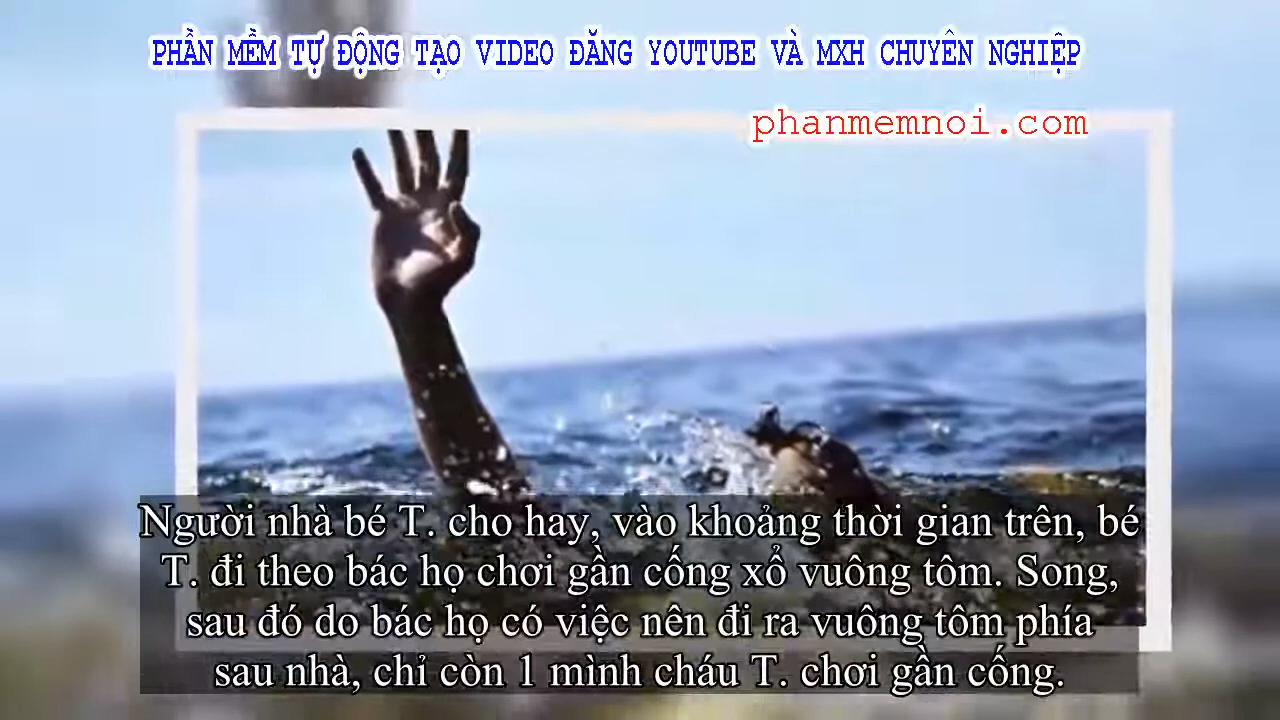 PHẦN MỀM TỰ ĐỘNG TẠO VIDEO ĐĂNG YOUTUBE VÀ MXH CHUYÊN NGHIỆP
phanmemnoi.com
Người nhà bé T. cho hay, vào khoảng thời gian trên, bé
T. đi theo bác họ chơi gần cống xổ vuông tôm. Song,
sau đó do bác họ có việc nên đi ra vuông tôm phía
sau nhà, chỉ còn 1 mình cháu T. chơi gần cống.